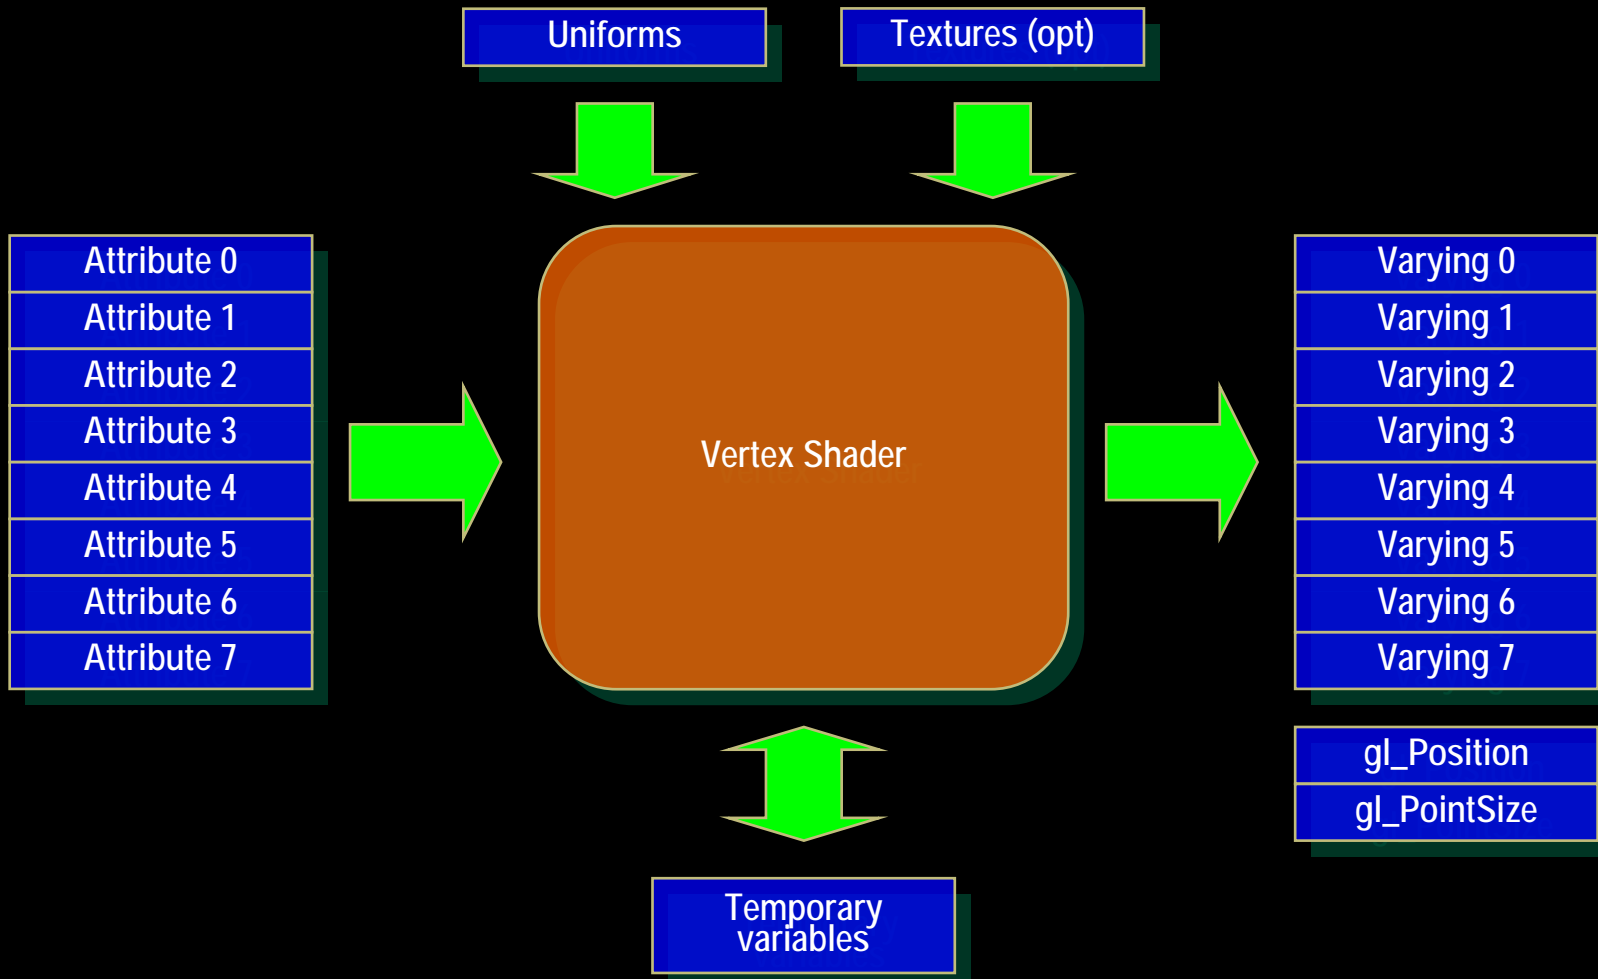 Uniforms
Textures (opt)
Attribute 0
Attribute 1
Attribute 2
Attribute 3
Attribute 4
Attribute 5
Attribute 6
Attribute 7
Vertex Shader
Varying 0
Varying 1
Varying 2
Varying 3
Varying 4
Varying 5
Varying 6
Varying 7
gl_Position
gl_PointSize
Temporary
variables